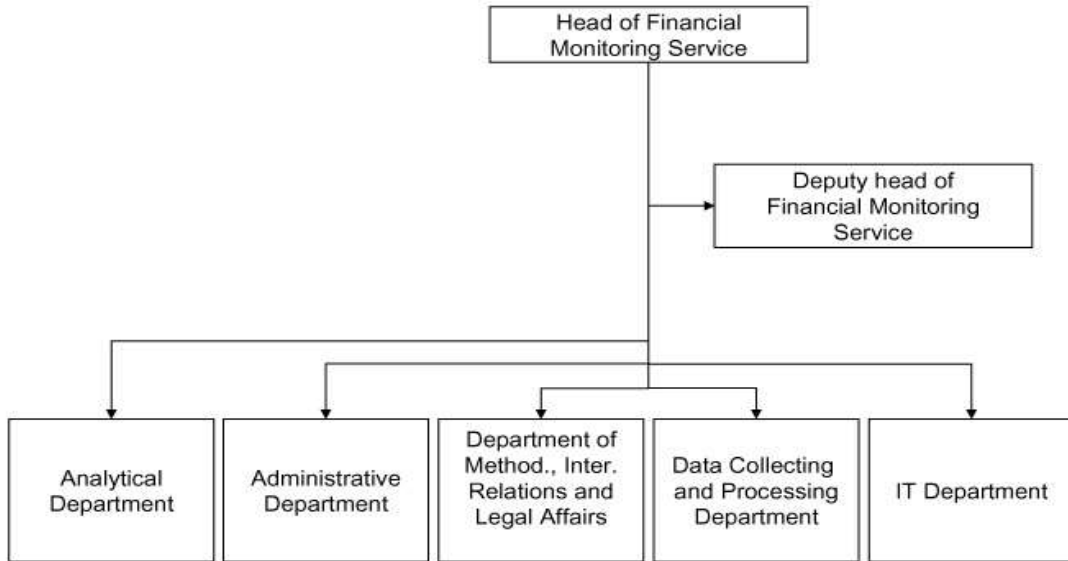 Head of Financial
Monitoring Service
Deputy head of
Financial Monitoring
Service
Analytical
Department
Administrative
Department
Department of
Method., Inter.
Relations and
Legal Affairs
Data Collecting
and Processing
Department
IT Department